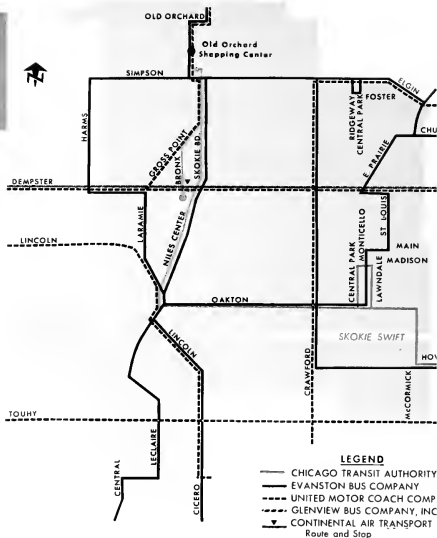 OLD ORCHARD
Old Orchard
Shopping Center
SIMPSON
ELGIN
FOSTER
RIDGEWAY
CENTRAL PARK
CHU
HARMS
GROSS POINT
BRONX
SKOKIE BD.
E. PRAIRIE
DEMPSTER
LARAMIE
NILES CENTER
ST. LOUIS
LINCOLN
CENTRAL PARK
MONTICELLO
MAIN
MADISON
LAWNDALE
OAKTON
SKOKIE SWIFT
LINCOLN
CRAWFORD
HOW
McCORMICK
TOUHY
CENTRAL
LECLAIRE
CICERO
LEGEND
CHICAGO TRANSIT AUTHORITY
EVANSTON BUS COMPANY
UNITED MOTOR COACH COMP
GLENVIEW BUS COMPANY, INC
CONTINENTAL AIR TRANSPORT
Route and Stop